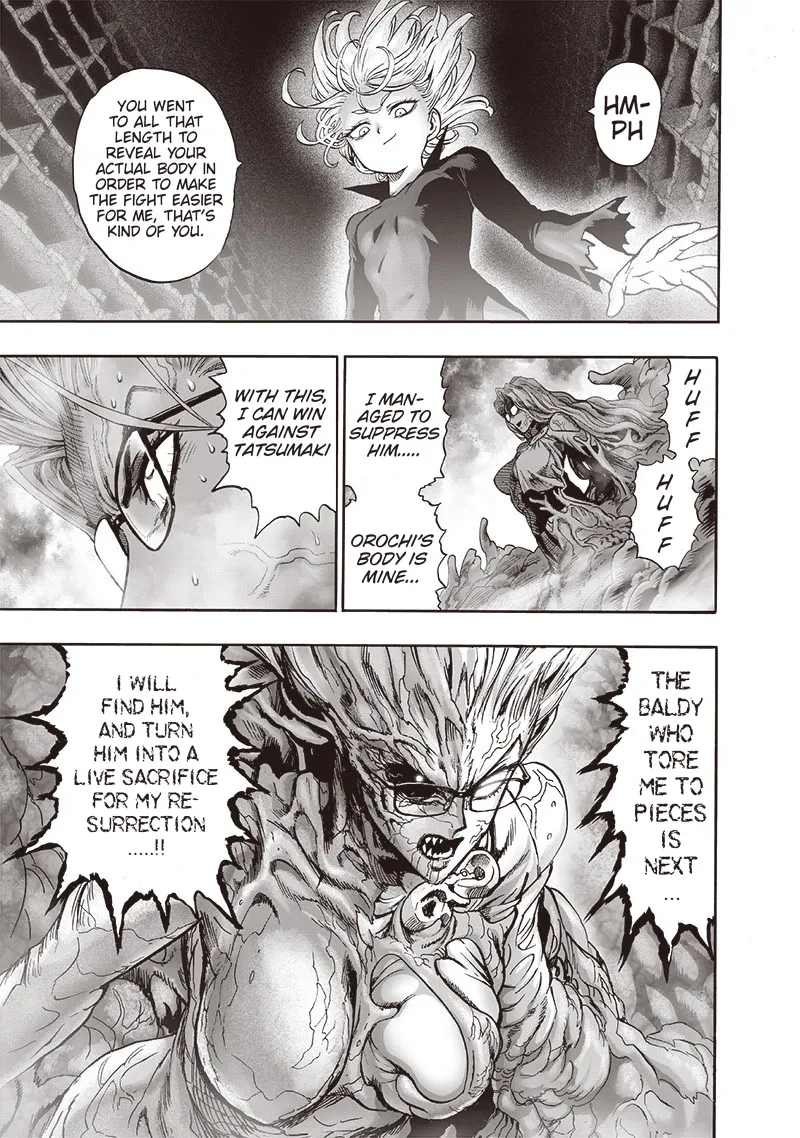 HM-
PH
YOU WENT
TO ALL THAT
LENGTH TO
REVEAL YOUR
ACTUAL BODY IN
ORDER TO MAKE
THE FIGHT EASIER
FOR ME, THAT'S
KIND OF YOU.
HUFF
HUFF
I MAN-
AGED TO
SUPPRESS
HIM.....
OROCHI'S
BODY IS
MINE...
WITH THIS,
I CAN WIN
AGAINST
TATSUMAKI
THE
BALDY
WHO
TORE
ME TO
PIECES
IS
NEXT
...
I WILL
FIND HIM,
AND TURN
HIM INTO A
LIVE SACRIFICE
FOR MY RE-
SURRECTION
.....!!